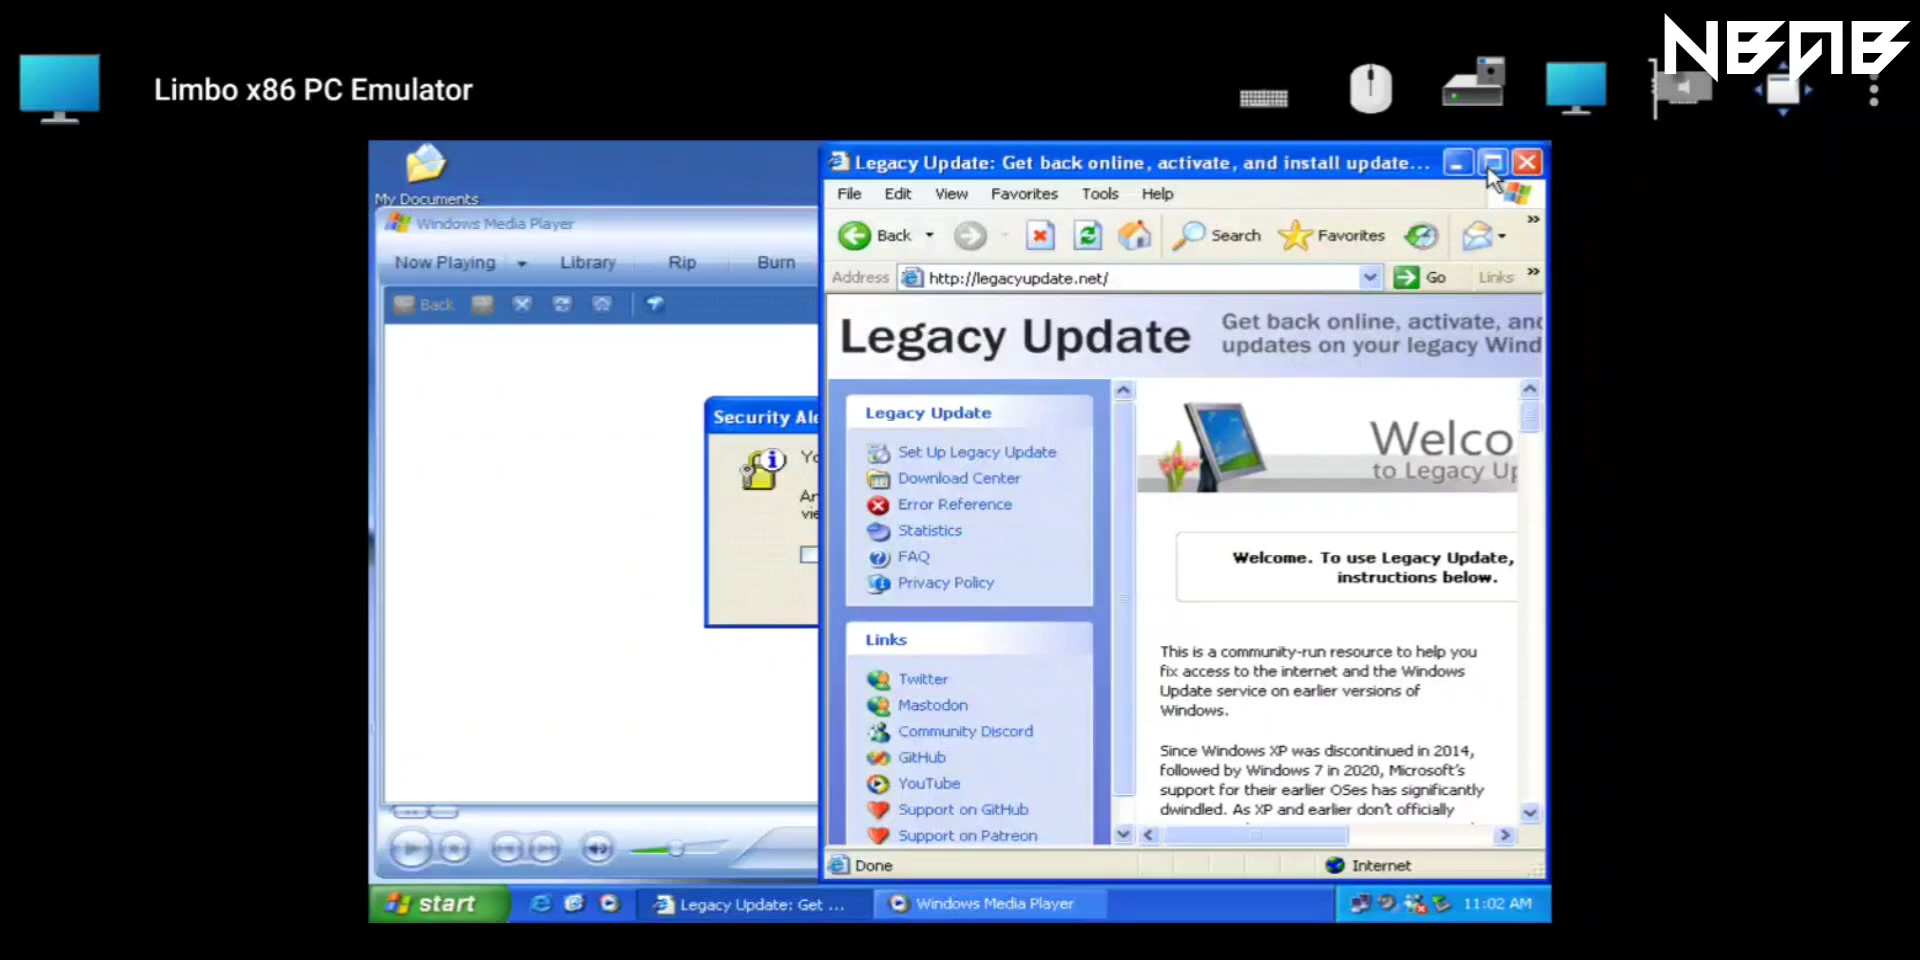 NBAB
Limbo x86 PC Emulator
My Documents
Windows Media Player
Now Playing
Library
Rip
Burn
Back
Security Ale
Yo
An
vie
Legacy Update: Get back online, activate, and install update...
File Edit View Favorites Tools Help
Back
Search
Favorites
Address
http://legacyupdate.net/
Go
Links
Legacy Update
Get back online, activate, and
updates on your legacy Wind
Legacy Update
Set Up Legacy Update
Download Center
Error Reference
Statistics
FAQ
Privacy Policy
Links
Twitter
Mastodon
Community Discord
GitHub
YouTube
Support on GitHub
Support on Patreon
Welco
to Legacy Up
Welcome. To use Legacy Update,
instructions below.
This is a community-run resource to help you
fix access to the internet and the Windows
Update service on earlier versions of
Windows.
Since Windows XP was discontinued in 2014,
followed by Windows 7 in 2020, Microsoft's
support for their earlier OSes has significantly
dwindled. As XP and earlier don't officially
Done
Internet
start
Legacy Update: Get ...
Windows Media Player
11:02 AM